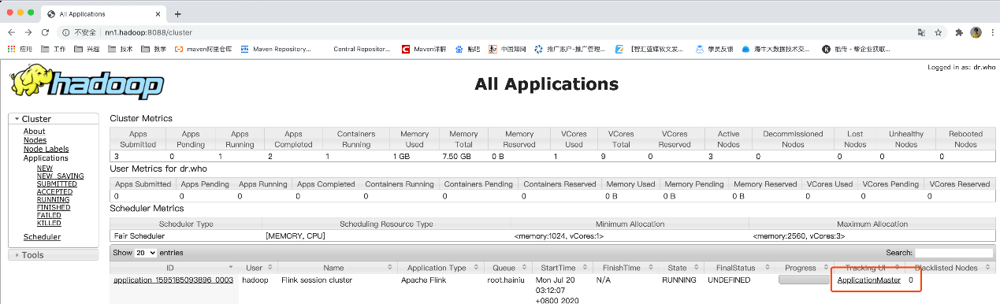 All Applications
不安全 | nn1.hadoop:8088/cluster
应用 工作 兴趣 技术 教学 maven阿里仓库 Maven Repository... Central Repositor... Maven详解 贴吧 中国知网 推广账户-推广管理... 【智汇蓝媒软文发... 学员反馈 海牛大数据技术交... 酷传 - 帮企业获取...
Logged in as: dr.who
hadoop
All Applications
Cluster
About
Nodes
Node Labels
Applications
NEW
NEW_SAVING
SUBMITTED
ACCEPTED
RUNNING
FINISHED
FAILED
KILLED
Scheduler
Tools
Cluster Metrics
Apps Submitted Apps Pending Apps Running Apps Completed Containers Running Memory Used Memory Total Memory Reserved VCores Used VCores Total VCores Reserved Active Nodes Decommissioned Nodes Lost Nodes Unhealthy Nodes Rebooted Nodes
3 0 1 2 1 1 GB 7.50 GB 0 B 1 9 0 3 0 0 0 0
User Metrics for dr.who
Apps Submitted Apps Pending Apps Running Apps Completed Containers Running Containers Pending Containers Reserved Memory Used Memory Pending Memory Reserved VCores Used VCores Pending VCores Reserved
0 0 0 0 0 0 0 0 B 0 B 0 B 0 0 0
Scheduler Metrics
Scheduler Type Scheduling Resource Type Minimum Allocation Maximum Allocation
Fair Scheduler [MEMORY, CPU] <memory:1024, vCores:1> <memory:2560, vCores:3>
Show 20 entries Search:
ID User Name Application Type Queue StartTime FinishTime State FinalStatus Progress Tracking UI Blacklisted Nodes
application_1595185093896_0003 hadoop Flink session cluster Apache Flink root.hainiu Mon Jul 20 N/A RUNNING UNDEFINED ApplicationMaster 0
03:12:07
+0800 2020